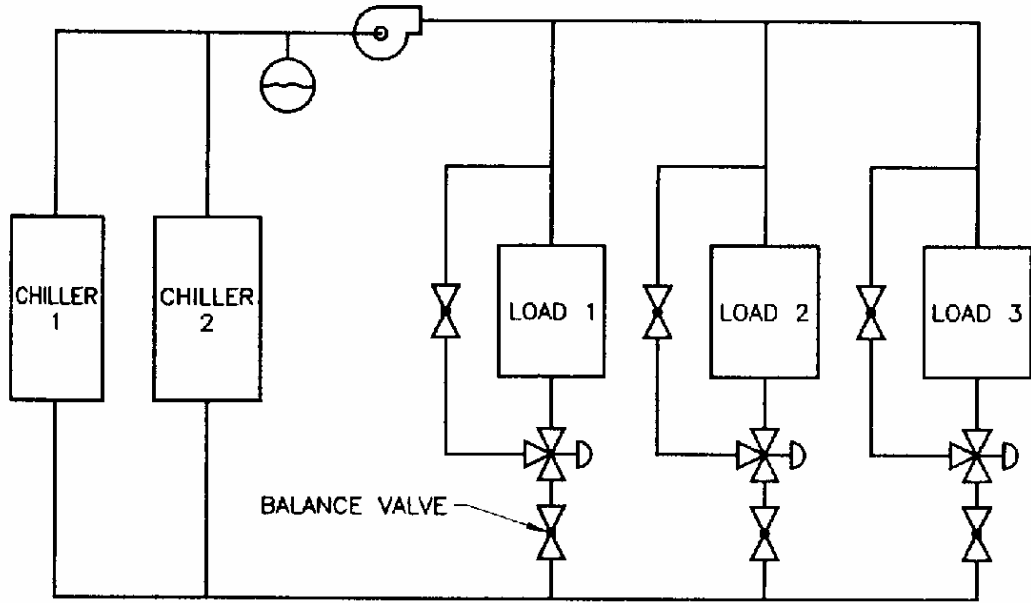 CHILLER
1
CHILLER
2
LOAD 1
LOAD 2
LOAD 3
BALANCE VALVE